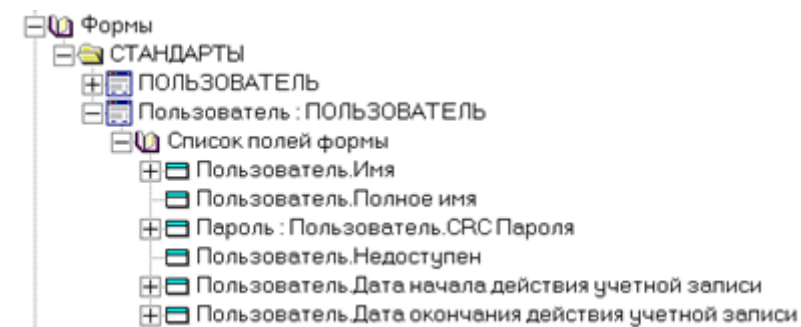 Формы
СТАНДАРТЫ
ПОЛЬЗОВАТЕЛЬ
Пользователь : ПОЛЬЗОВАТЕЛЬ
Список полей формы
Пользователь.Имя
Пользователь.Полное имя
Пароль : Пользователь.CRC Пароля
Пользователь.Недоступен
Пользователь.Дата начала действия учетной записи
Пользователь.Дата окончания действия учетной записи